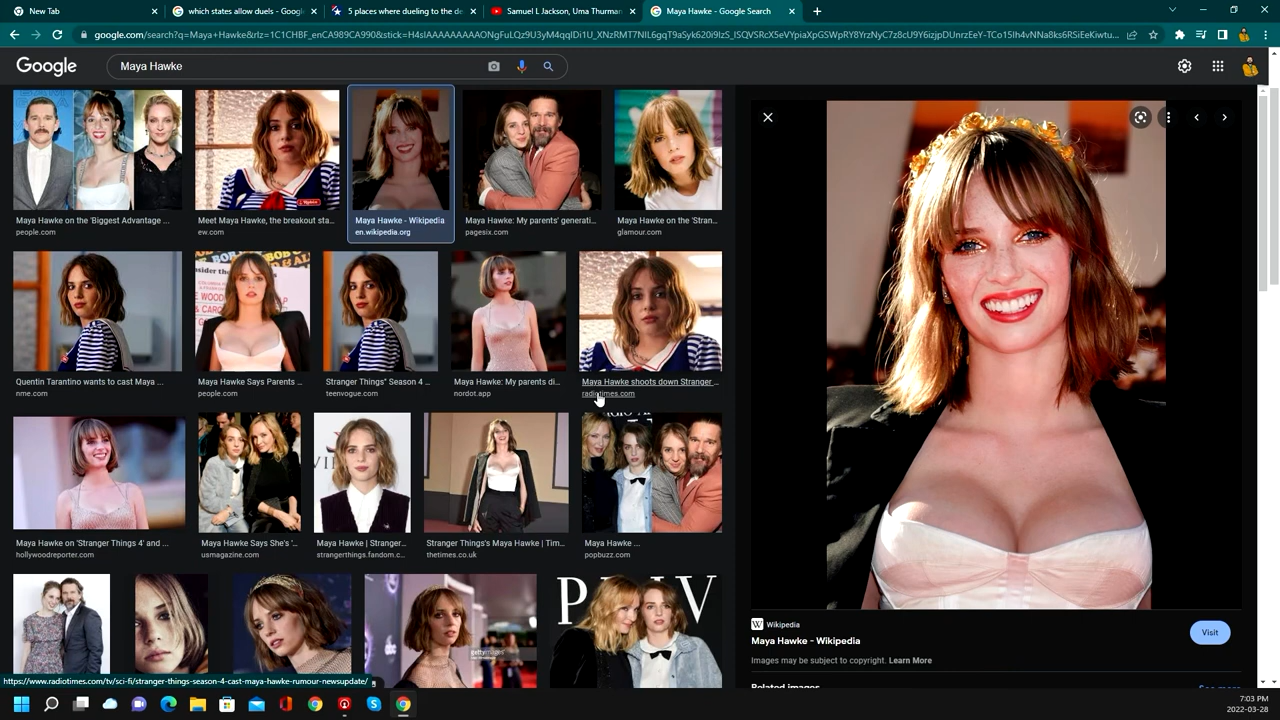 New Tab
which states allow duels - Googl
5 places where dueling to the de
Samuel L Jackson, Uma Thurman
Maya Hawke - Google Search
Google
Maya Hawke
Maya Hawke on the 'Biggest Advantage ...
people.com
Meet Maya Hawke, the breakout sta...
ew.com
Maya Hawke - Wikipedia
en.wikipedia.org
Maya Hawke: My parents' generati...
pagesix.com
Maya Hawke on the 'Stran...
glamour.com
Quentin Tarantino wants to cast Maya ...
nme.com
Maya Hawke Says Parents ...
people.com
Stranger Things" Season 4 ...
teenvogue.com
Maya Hawke: My parents di...
nordot.app
Maya Hawke shoots down Stranger ...
radiotimes.com
Maya Hawke on 'Stranger Things 4' and ...
hollywoodreporter.com
Maya Hawke Says She's '...
usmagazine.com
Maya Hawke | Stranger...
strangerthings.fandom.c...
Stranger Things's Maya Hawke | Tim...
thetimes.co.uk
Maya Hawke ...
popbuzz.com
gettyimages
https://www.radiotimes.com/tv/sci-fi/stranger-things-season-4-cast-maya-hawke-rumour-newsupdate/
W Wikipedia
Maya Hawke - Wikipedia
Visit
Images may be subject to copyright. Learn More
Related images
See more
7:03 PM
2022-03-28